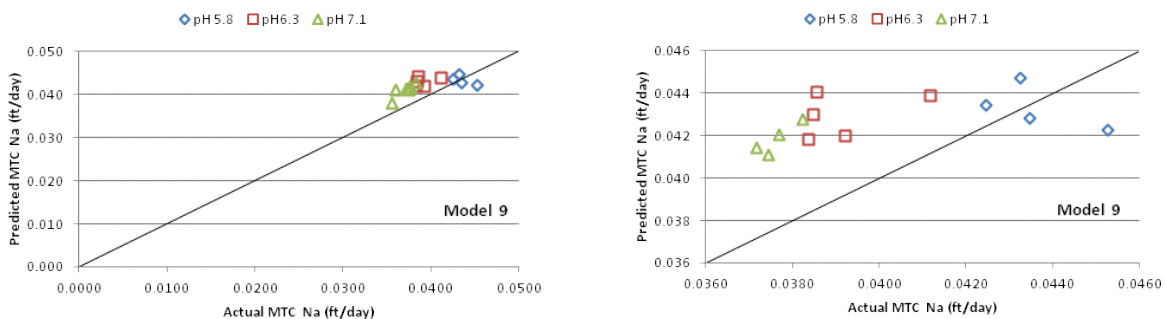 pH 5.8 pH6.3 pH 7.1
Predicted MTC Na (ft/day)
0.050
0.040
0.030
0.020
0.010
0.000
Model 9
0.0000 0.0100 0.0200 0.0300 0.0400 0.0500
Actual MTC Na (ft/day)
pH 5.8 pH6.3 pH 7.1
Predicted MTC Na (ft/day)
0.046
0.044
0.042
0.040
0.038
0.036
Model 9
0.0360 0.0380 0.0400 0.0420 0.0440 0.0460
Actual MTC Na (ft/day)